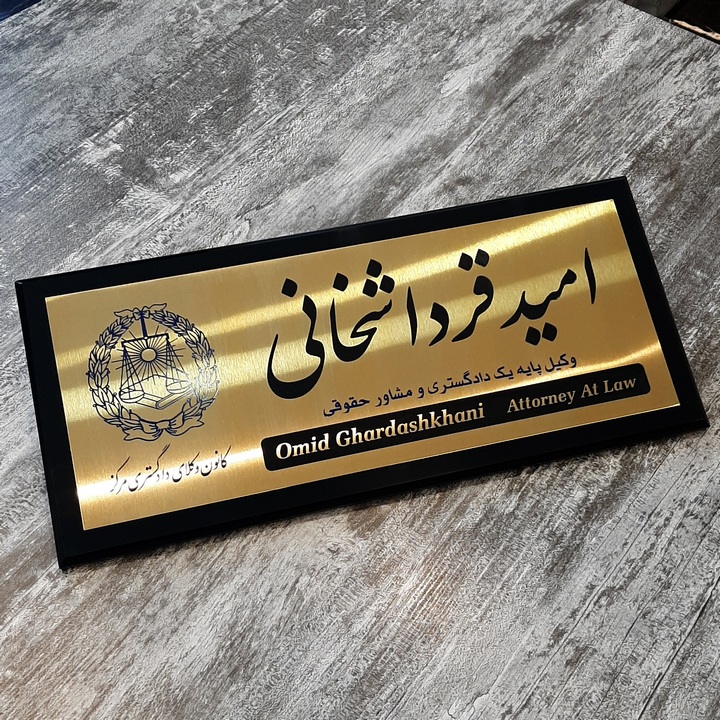 امید قرداشخانی
وکیل پایه یک دادگستری و مشاور حقوقی
Omid Ghardashkhani Attorney At Law
کانون وکلای دادگستری مرکز